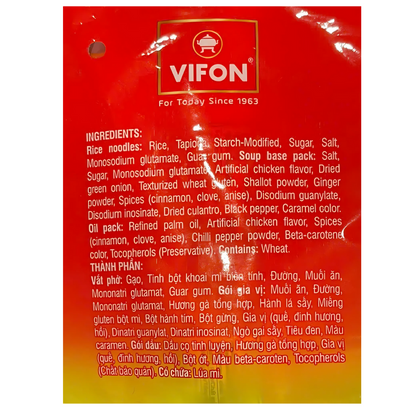 VIFON®
For Today Since 1963
INGREDIENTS:
Rice noodles: Rice, Tapioca Starch-Modified, Sugar, Salt,
Monosodium glutamate, Guar gum. Soup base pack: Salt,
Sugar, Monosodium glutamate, Artificial chicken flavor, Dried
green onion, Texturized wheat gluten, Shallot powder, Ginger
powder, Spices (cinnamon, clove, anise), Disodium guanylate,
Disodium inosinate, Dried culantro, Black pepper, Caramel color.
Oil pack: Refined palm oil, Artificial chicken flavor, Spices
(cinnamon, clove, anise), Chilli pepper powder, Beta-carotene
color, Tocopherols (Preservative). Contains: Wheat.
THÀNH PHẦN:
Vắt phở: Gạo, Tinh bột khoai mì biến tính, Đường, Muối ăn,
Mononatri glutamat, Guar gum. Gói gia vị: Muối ăn, Đường,
Mononatri glutamat, Hương gà tổng hợp, Hành lá sấy, Miếng
gluten bột mì, Bột hành tím, Bột gừng, Gia vị (quế, đinh hương,
hồi), Dinatri guanylat, Dinatri inosinat, Ngò gai sấy, Tiêu đen, Màu
caramen. Gói dầu: Dầu cọ tinh luyện, Hương gà tổng hợp, Gia vị
(quế, đinh hương, hồi), Bột ớt, Màu beta-caroten, Tocopherols
(Chất bảo quản). Có chứa: Lúa mì.